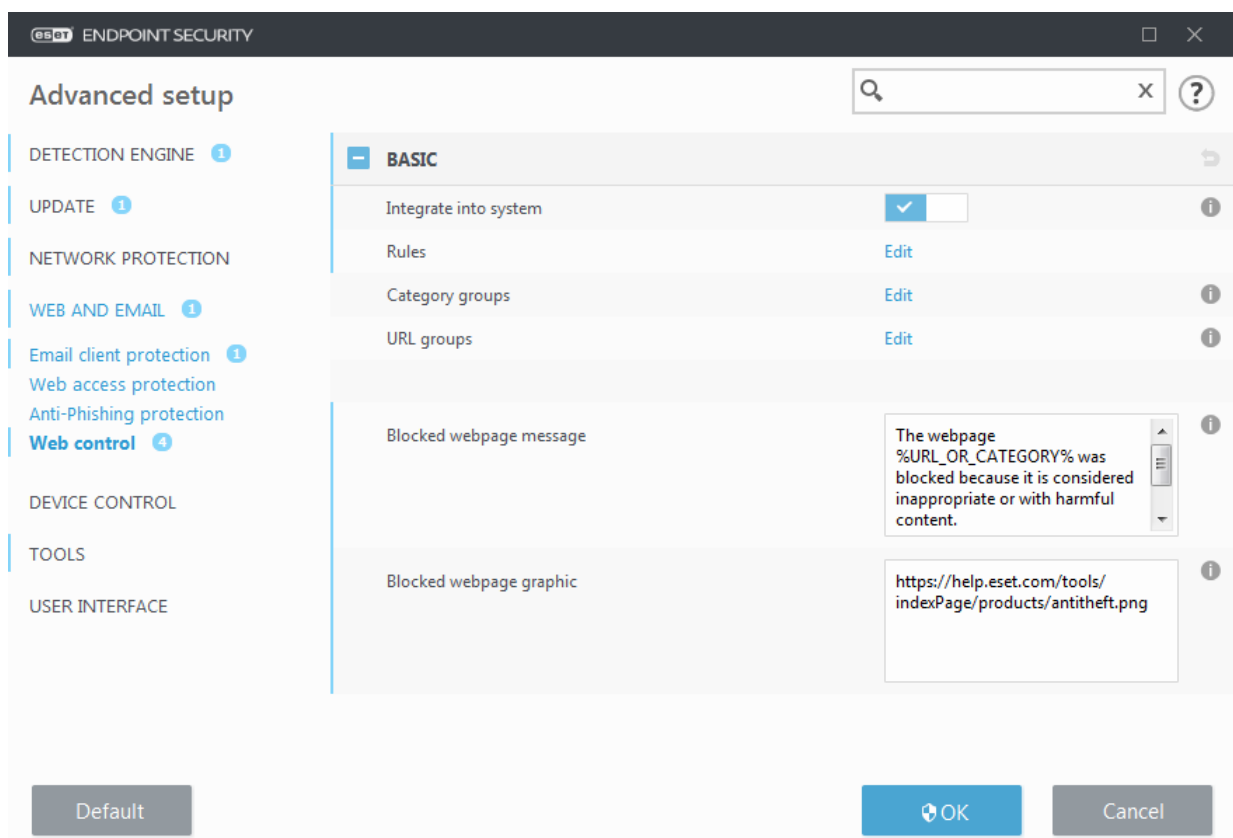 eset ENDPOINT SECURITY
Advanced setup
x
?
DETECTION ENGINE 1
UPDATE 1
NETWORK PROTECTION
WEB AND EMAIL 1
Email client protection 1
Web access protection
Anti-Phishing protection
Web control 4
DEVICE CONTROL
TOOLS
USER INTERFACE
BASIC
Integrate into system
Rules Edit
Category groups Edit
URL groups Edit
Blocked webpage message
The webpage
%URL_OR_CATEGORY% was
blocked because it is considered
inappropriate or with harmful
content.
Blocked webpage graphic
https://help.eset.com/tools/
indexPage/products/antitheft.png
Default
OK
Cancel